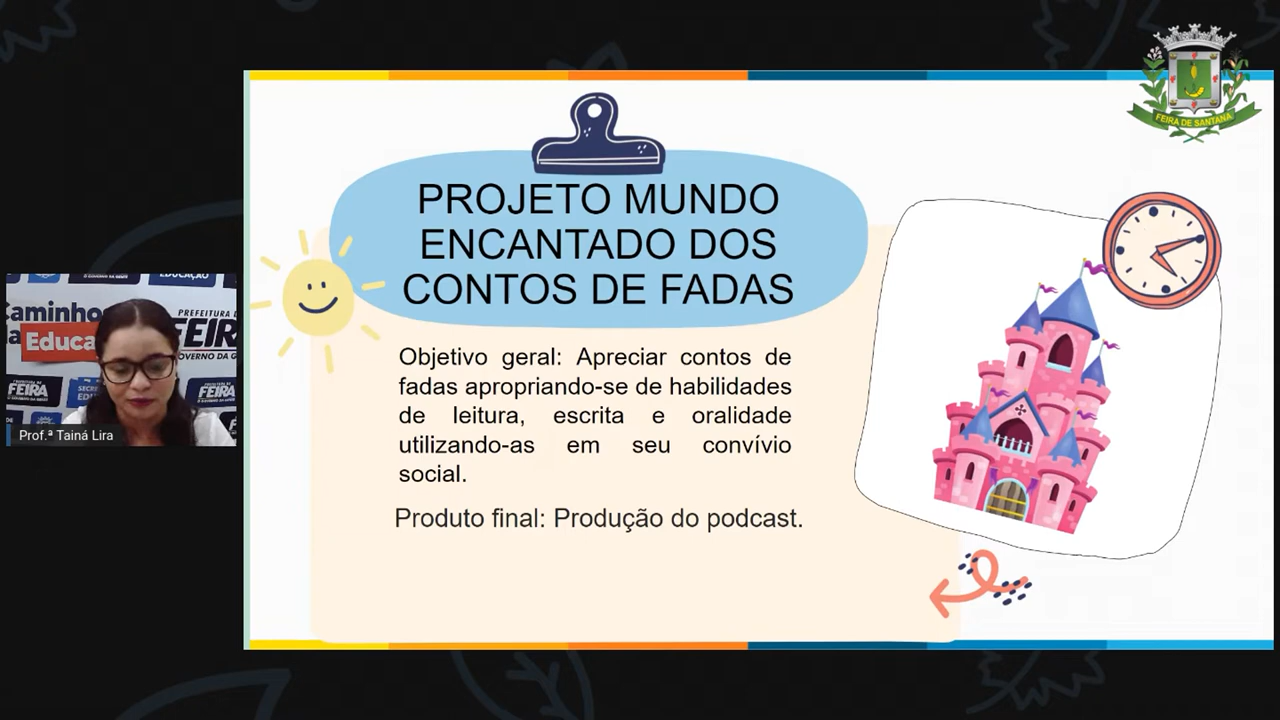 FEIRA DE SANTANA
PROJETO MUNDO
ENCANTADO DOS
CONTOS DE FADAS
Objetivo geral: Apreciar contos de
fadas apropriando-se de habilidades
de leitura, escrita e oralidade
utilizando-as em seu convívio
social.
Produto final: Produção do podcast.
EDUCAÇÃO
Caminho
Educa
PREFEITURA
FEIR
GOVERNO DA
FEIRA
FEIRA
Prof.ª Tainá Lira